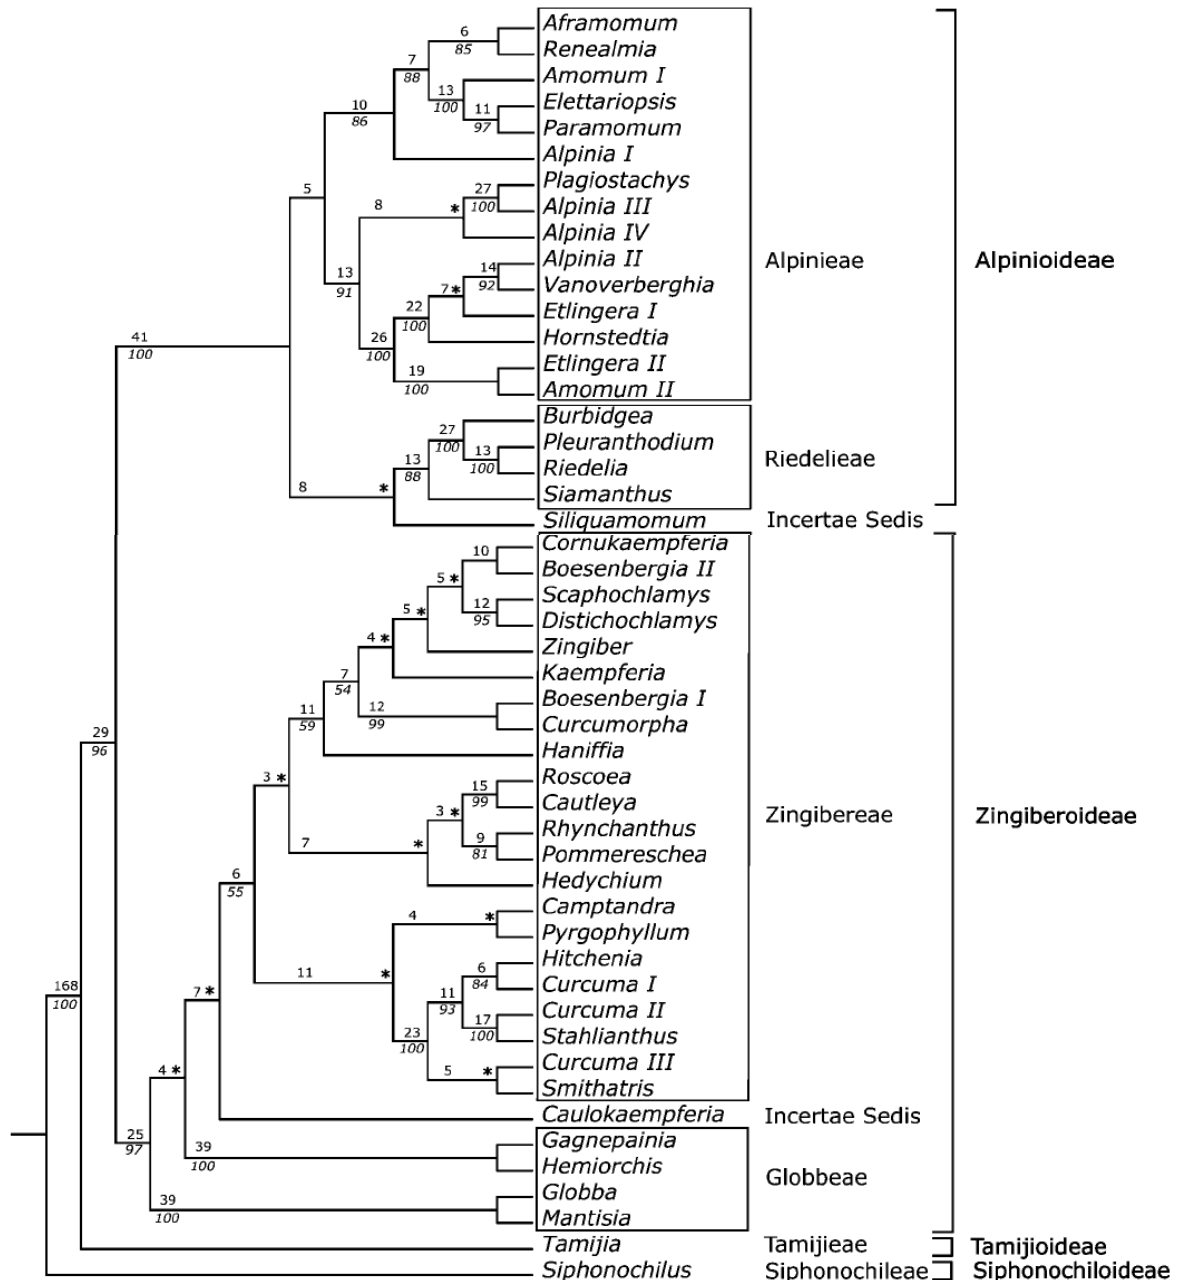 Aframomum
6
85
Renealmia
7
88
Amomum I
13
100
Elettariopsis
10
86
11
97
Paramomum
Alpinia I
Plagiostachys
5
8
*
27
100
Alpinia III
Alpinia IV
Alpinia II
Alpinieae
Alpinioideae
13
91
14
92
Vanoverberghia
7 *
Etlingera I
22
100
Hornstedtia
41
100
26
100
Etlingera II
19
100
Amomum II
Burbidgea
27
100
Pleuranthodium
13
100
Riedelieae
13
88
Riedelia
8
*
Siamanthus
Siliquamomum
Incertae Sedis
Cornukaempferia
10
Boesenbergia II
5 *
Scaphochlamys
5 *
12
95
Distichochlamys
4 *
Zingiber
Kaempferia
7
54
Boesenbergia I
11
59
12
99
Curcumorpha
29
96
Haniffia
3 *
Roscoea
15
99
Cautleya
3 *
Zingibereae
Zingiberoideae
Rhynchanthus
7
*
9
81
Pommereschea
6
55
Hedychium
4
*
Camptandra
Pyrgophyllum
Hitchenia
11
*
6
84
Curcuma I
168
100
7 *
11
93
Curcuma II
17
100
Stahlianthus
23
100
Curcuma III
4 *
5
*
Smithatris
Caulokaempferia
Incertae Sedis
25
97
Gagnepainia
39
100
Hemiorchis
Globbeae
Globba
39
100
Mantisia
Tamijia
Tamijieae
Tamijioideae
Siphonochilus
Siphonochileae
Siphonochiloideae